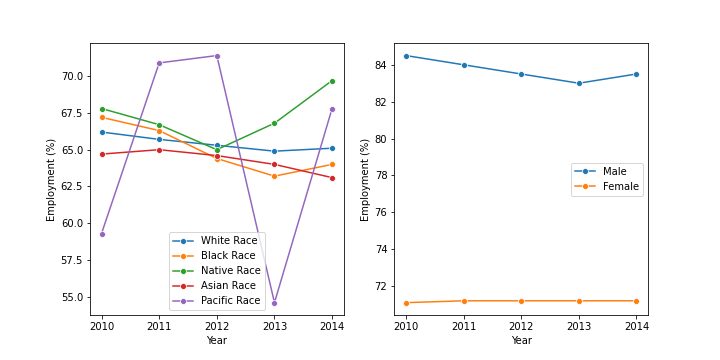 Employment (%)
70.0
67.5
65.0
62.5
60.0
57.5
55.0
White Race
Black Race
Native Race
Asian Race
Pacific Race
2010 2011 2012 2013 2014
Year
Employment (%)
84
82
80
78
76
74
72
Male
Female
2010 2011 2012 2013 2014
Year